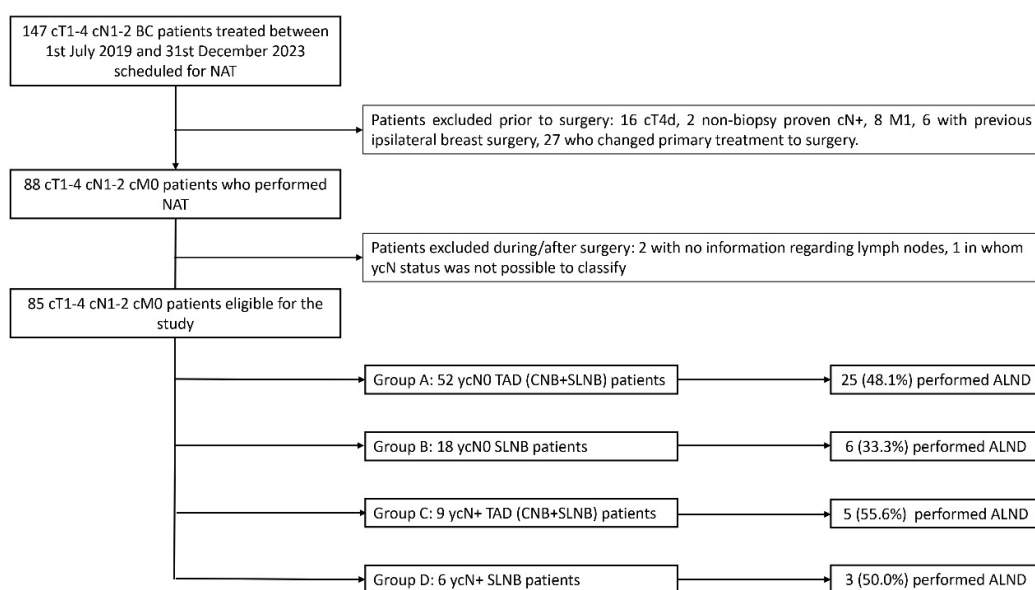 147 cT1-4 cN1-2 BC patients treated between
1st July 2019 and 31st December 2023
scheduled for NAT
Patients excluded prior to surgery: 16 cT4d, 2 non-biopsy proven cN+, 8 M1, 6 with previous
ipsilateral breast surgery, 27 who changed primary treatment to surgery.
88 cT1-4 cN1-2 cM0 patients who performed
NAT
Patients excluded during/after surgery: 2 with no information regarding lymph nodes, 1 in whom
ycN status was not possible to classify
85 cT1-4 cN1-2 cM0 patients eligible for the
study
Group A: 52 ycN0 TAD (CNB+SLNB) patients
25 (48.1%) performed ALND
Group B: 18 ycN0 SLNB patients
6 (33.3%) performed ALND
Group C: 9 ycN+ TAD (CNB+SLNB) patients
5 (55.6%) performed ALND
Group D: 6 ycN+ SLNB patients
3 (50.0%) performed ALND